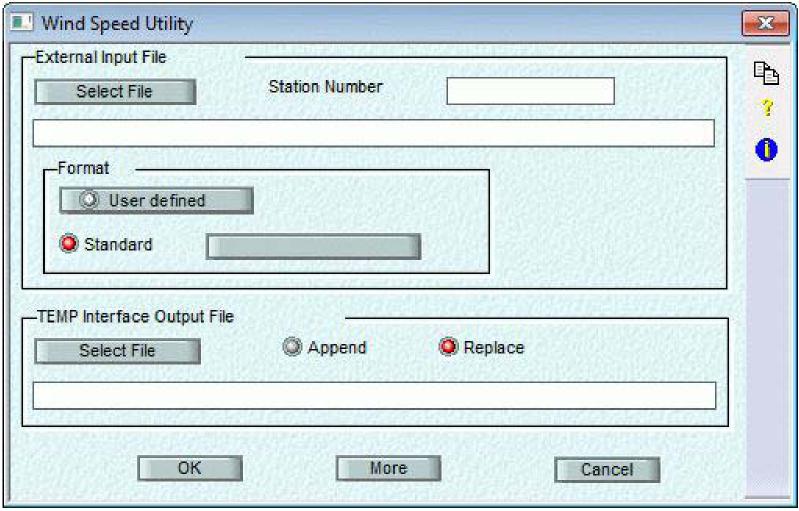 Wind Speed Utility
External Input File
Select File
Station Number
Format
User defined
Standard
TEMP Interface Output File
Select File
Append
Replace
OK
More
Cancel